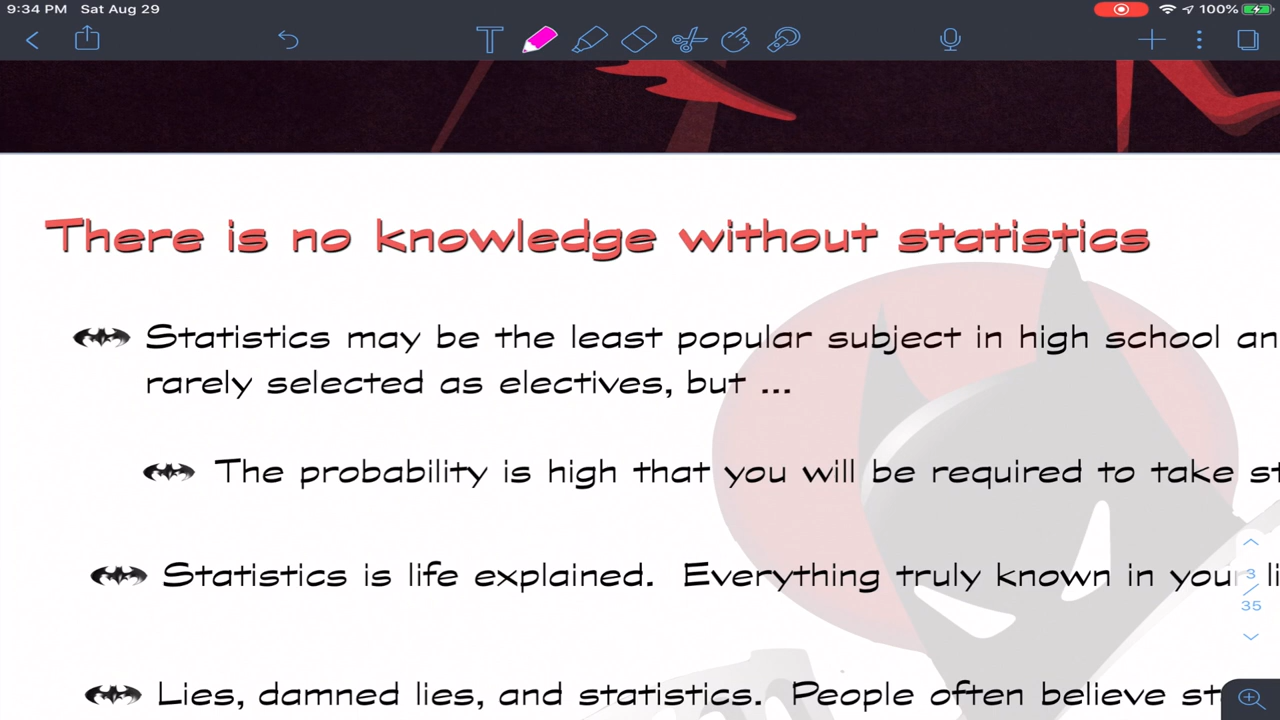 9:34 PM Sat Aug 29 100%
T
There is no knowledge without statistics
Statistics may be the least popular subject in high school an
rarely selected as electives, but ...
The probability is high that you will be required to take st
Statistics is life explained. Everything truly known in your li
3
35
Lies, damned lies, and statistics. People often believe st